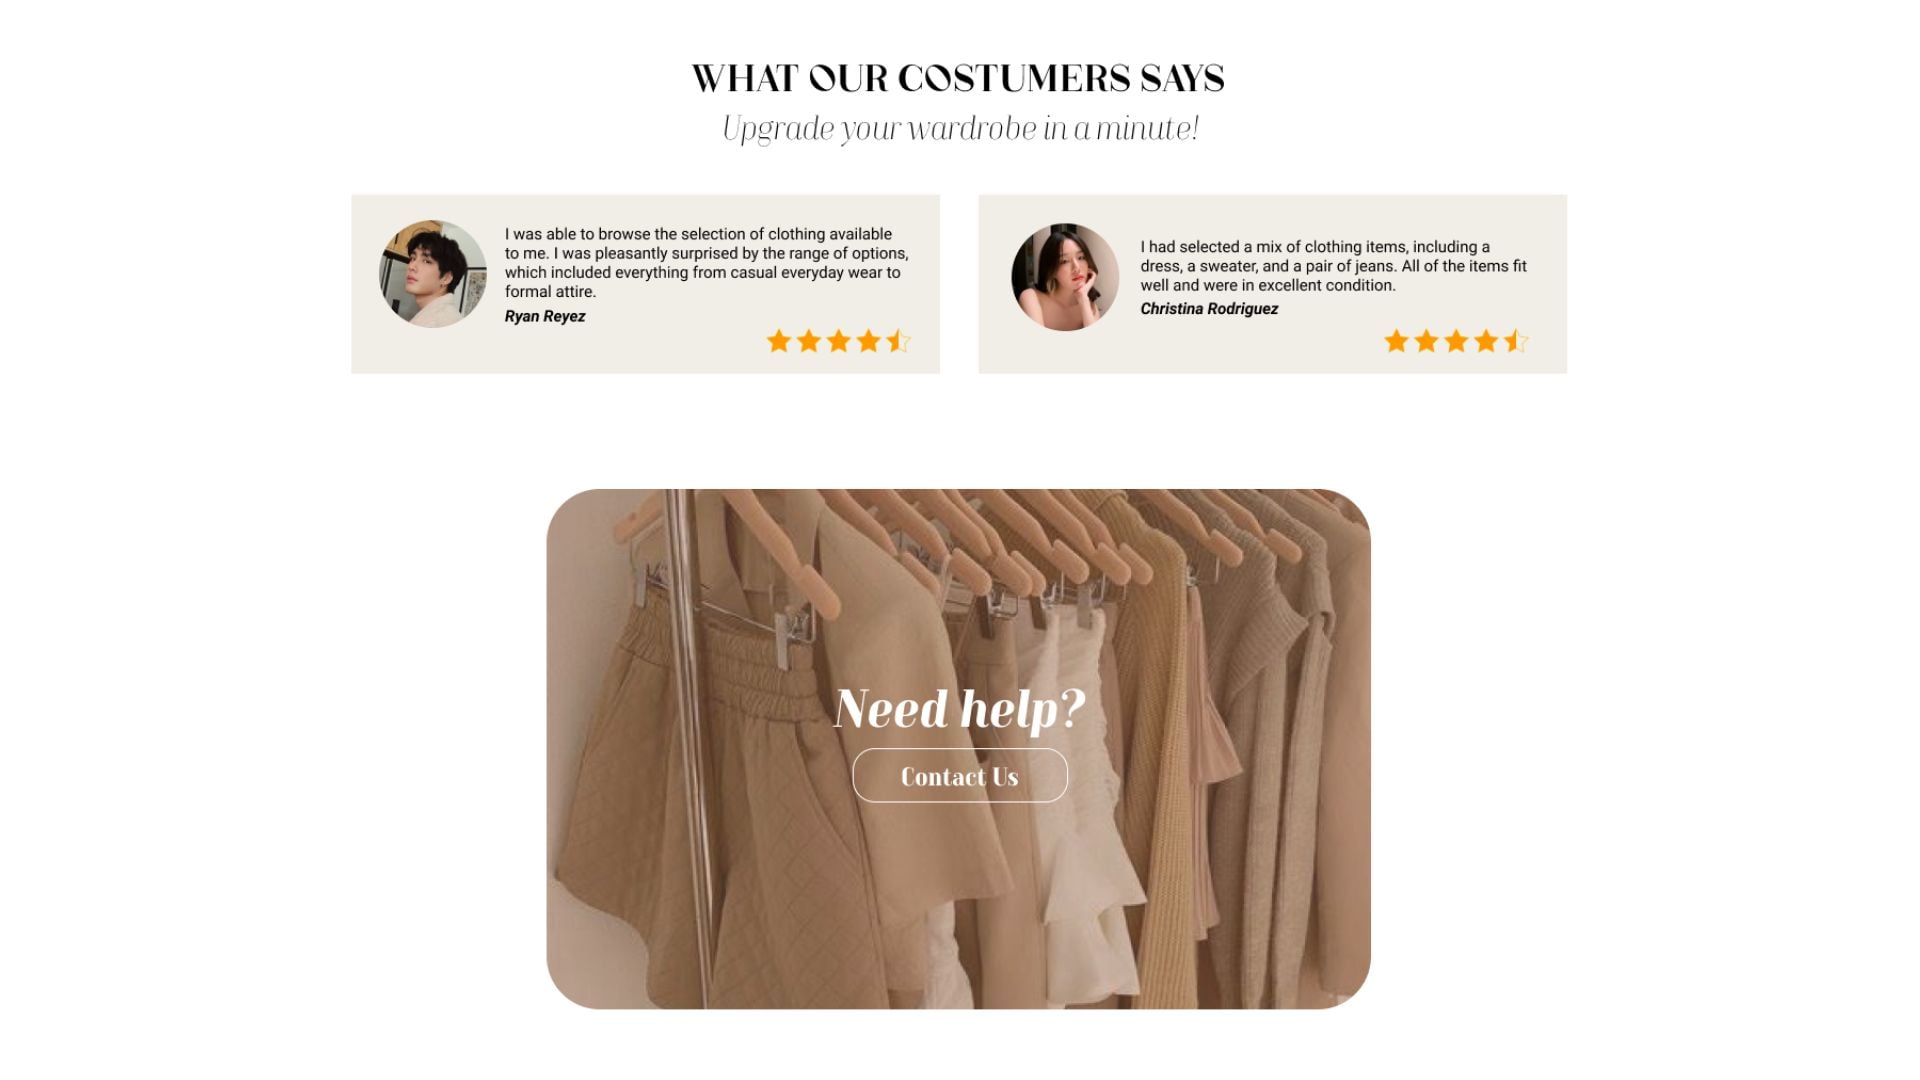 WHAT OUR COSTUMERS SAYS
Upgrade your wardrobe in a minute!
I was able to browse the selection of clothing available
to me. I was pleasantly surprised by the range of options,
which included everything from casual everyday wear to
formal attire.
Ryan Reyez
I had selected a mix of clothing items, including a
dress, a sweater, and a pair of jeans. All of the items fit
well and were in excellent condition.
Christina Rodriguez
Need help?
Contact Us